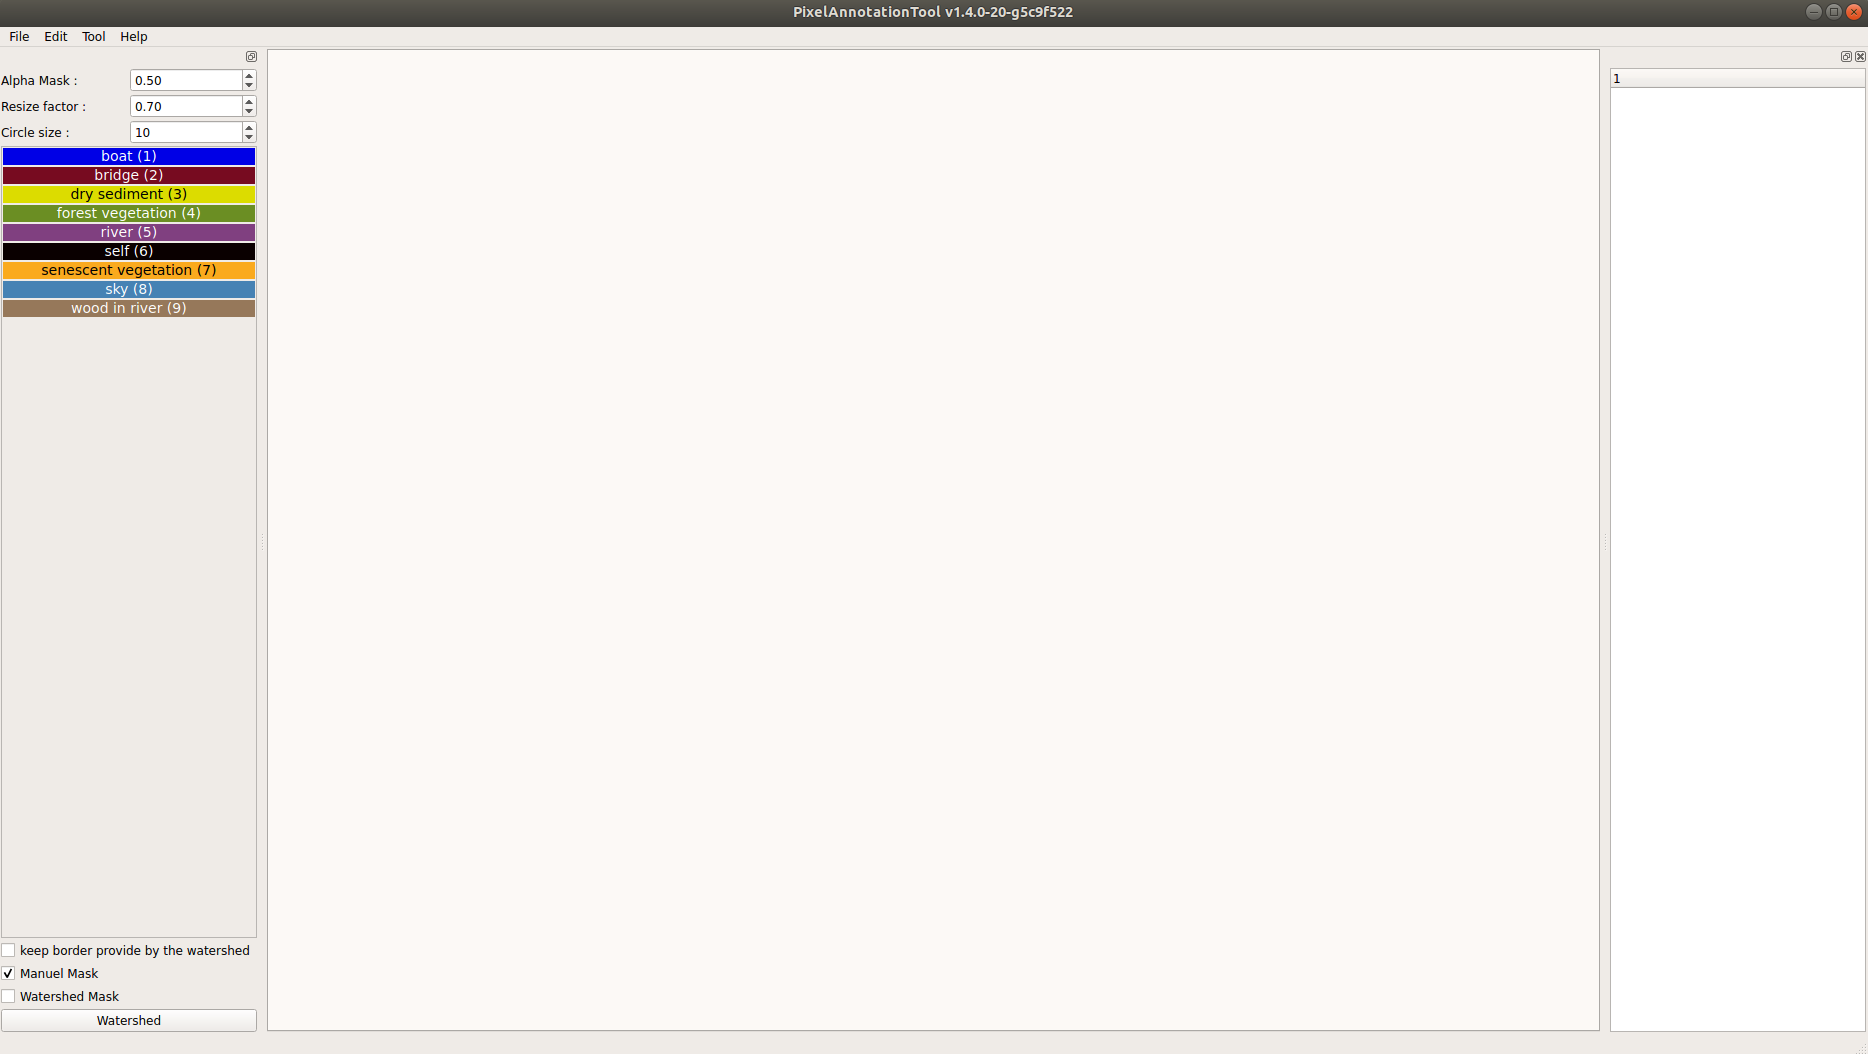 PixelAnnotationTool v1.4.0-20-g5c9f522
File Edit Tool Help
Alpha Mask : 0.50
Resize factor : 0.70
Circle size : 10
boat (1)
bridge (2)
dry sediment (3)
forest vegetation (4)
river (5)
self (6)
senescent vegetation (7)
sky (8)
wood in river (9)
keep border provide by the watershed
Manuel Mask
Watershed Mask
Watershed
1